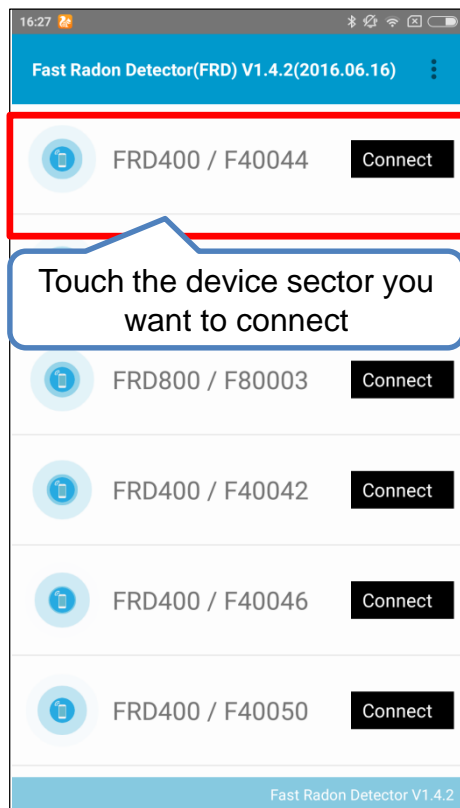 16:27
Fast Radon Detector(FRD) V1.4.2(2016.06.16)
FRD400 / F40044 Connect
Touch the device sector you
want to connect
FRD800 / F80003 Connect
FRD400 / F40042 Connect
FRD400 / F40046 Connect
FRD400 / F40050 Connect
Fast Radon Detector V1.4.2